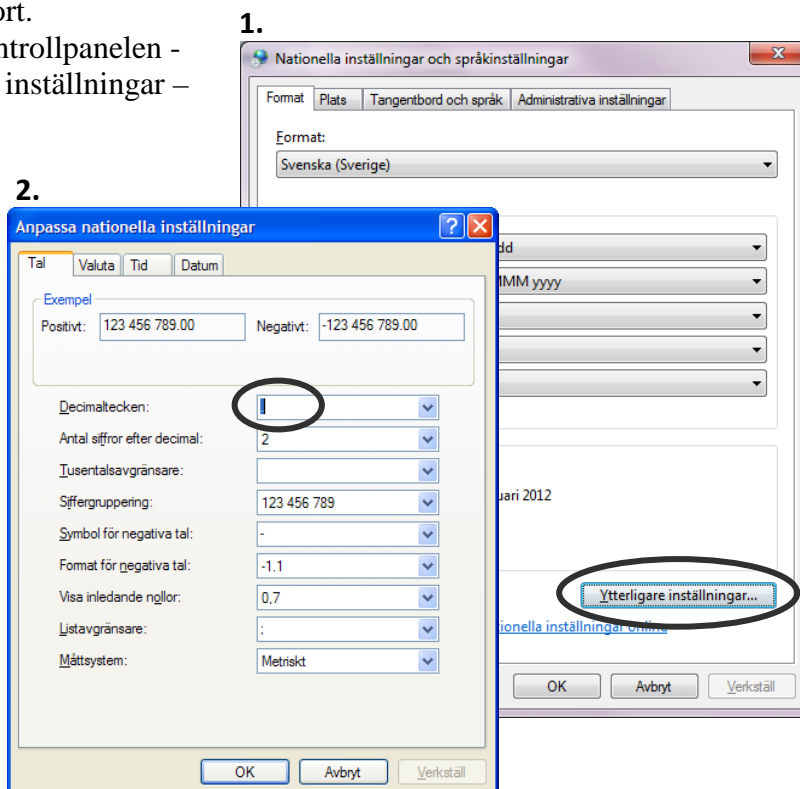 ort.
ntrollpanelen -
inställningar –
1.
Nationella inställningar och språkinställningar
Format Plats Tangentbord och språk Administrativa inställningar
Format:
Svenska (Sverige)
dd
MMM yyyy
uari 2012
Ytterligare inställningar...
ionella inställningar online
OK Avbryt Verkställ
2.
Anpassa nationella inställningar
Tal Valuta Tid Datum
Exempel
Positivt: 123 456 789.00 Negativt: -123 456 789.00
Decimaltecken: .
Antal siffror efter decimal: 2
Tusentalsavgränsare:
Siffergruppering: 123 456 789
Symbol för negativa tal: -
Format för negativa tal: -1.1
Visa inledande nollor: 0,7
Listavgränsare: ;
Måttsystem: Metriskt
OK Avbryt Verkställ